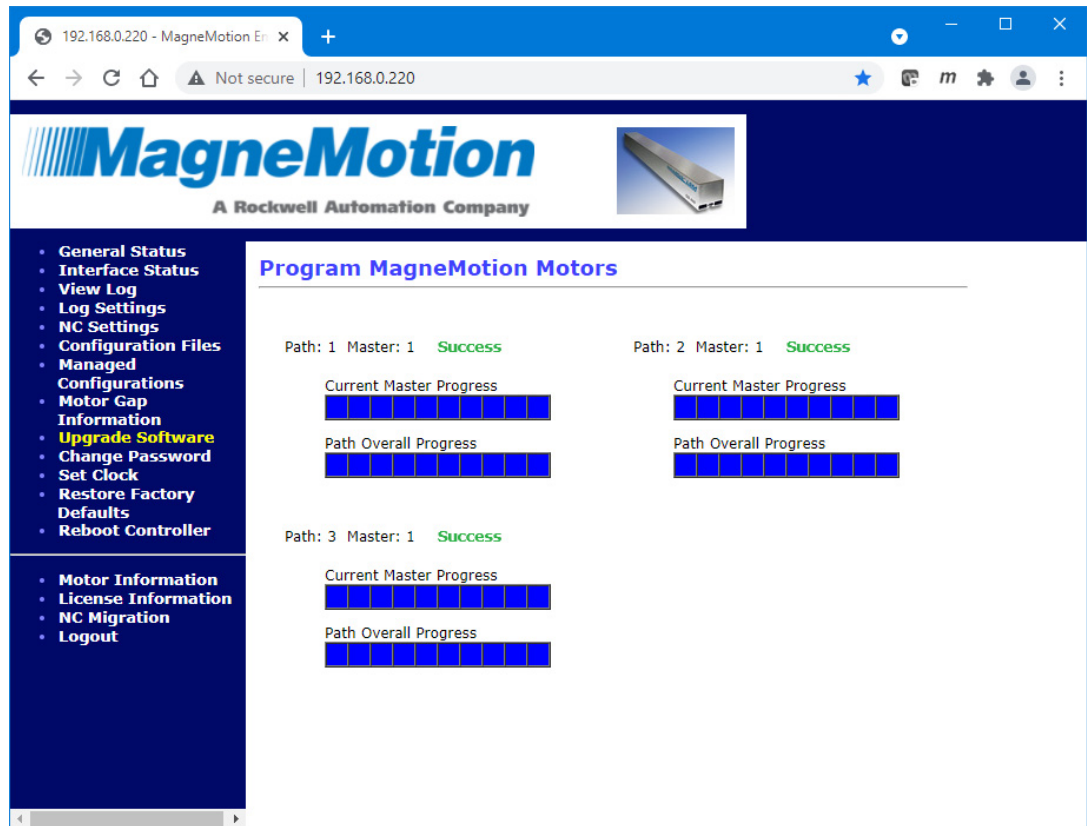 192.168.0.220 - MagneMotion En
Not secure | 192.168.0.220
m
MagneMotion
A Rockwell Automation Company
General Status
Interface Status
View Log
Log Settings
NC Settings
Configuration Files
Managed
Configurations
Motor Gap
Information
Upgrade Software
Change Password
Set Clock
Restore Factory
Defaults
Reboot Controller
Motor Information
License Information
NC Migration
Logout
Program MagneMotion Motors
Path: 1 Master: 1 Success
Current Master Progress
Path Overall Progress
Path: 2 Master: 1 Success
Current Master Progress
Path Overall Progress
Path: 3 Master: 1 Success
Current Master Progress
Path Overall Progress